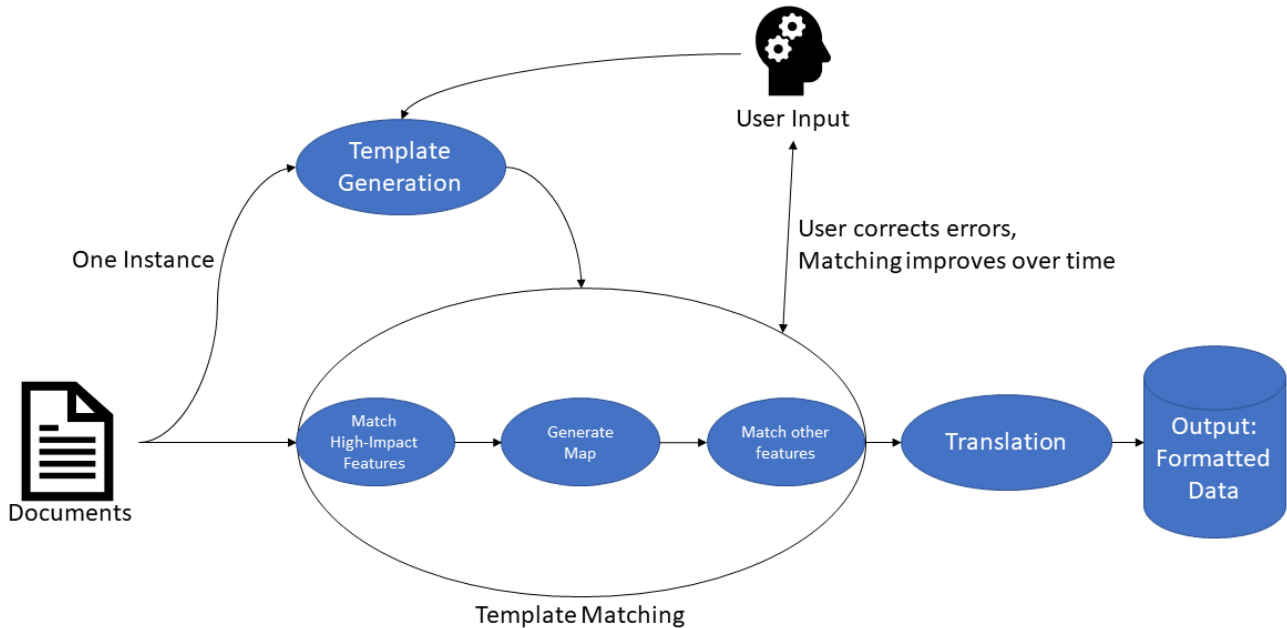 User Input
Template
Generation
One Instance
User corrects errors,
Matching improves over time
Documents
Match
High-Impact
Features
Generate
Map
Match other
features
Translation
Output:
Formatted
Data
Template Matching